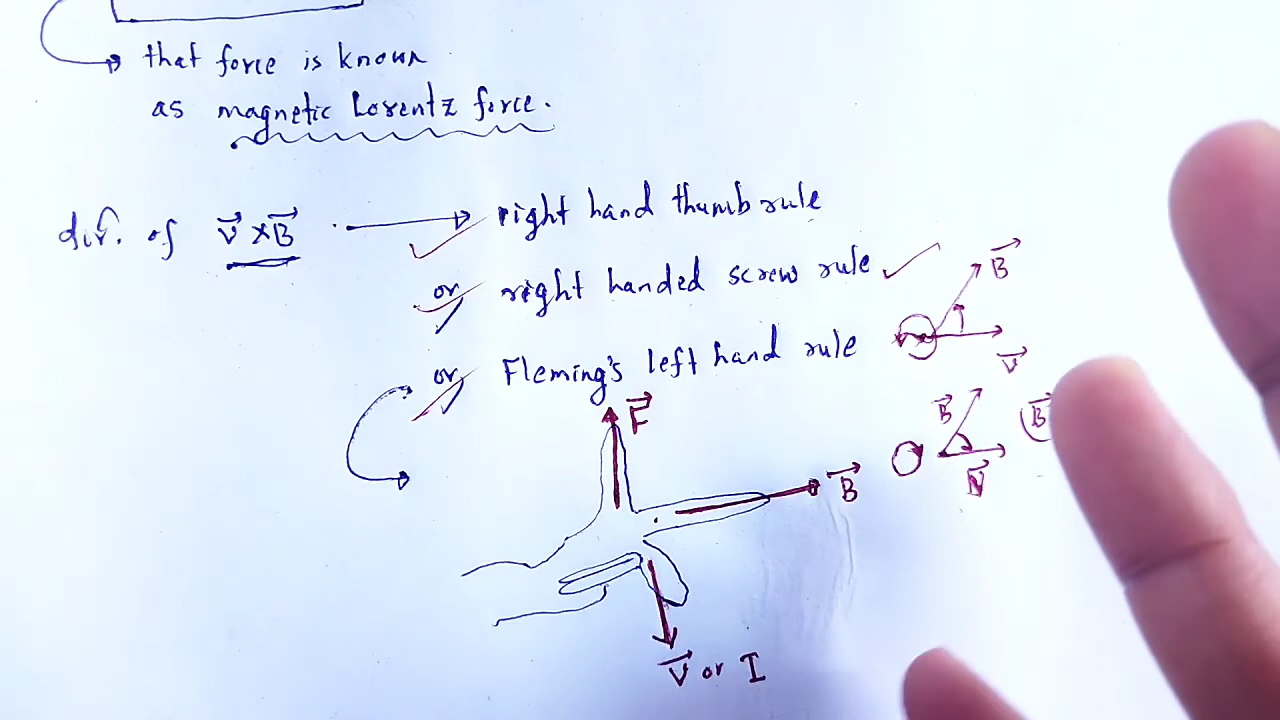 that force is known
as magnetic Lorentz force.
dir. of V⃗ × B⃗ → right hand thumb rule
or right handed screw rule
B⃗
V⃗
or Fleming's left hand rule
F⃗
B⃗
B⃗
V⃗
B⃗
V⃗ or I